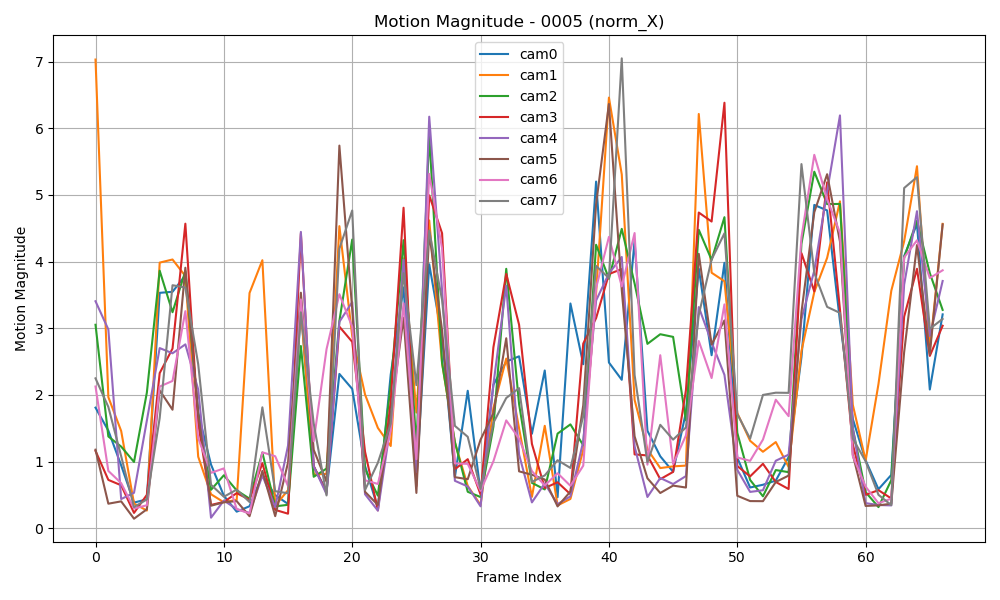 Motion Magnitude - 0005 (norm_X)
cam0
cam1
cam2
cam3
cam4
cam5
cam6
cam7
Motion Magnitude
7
6
5
4
3
2
1
0
0 10 20 30 40 50 60
Frame Index